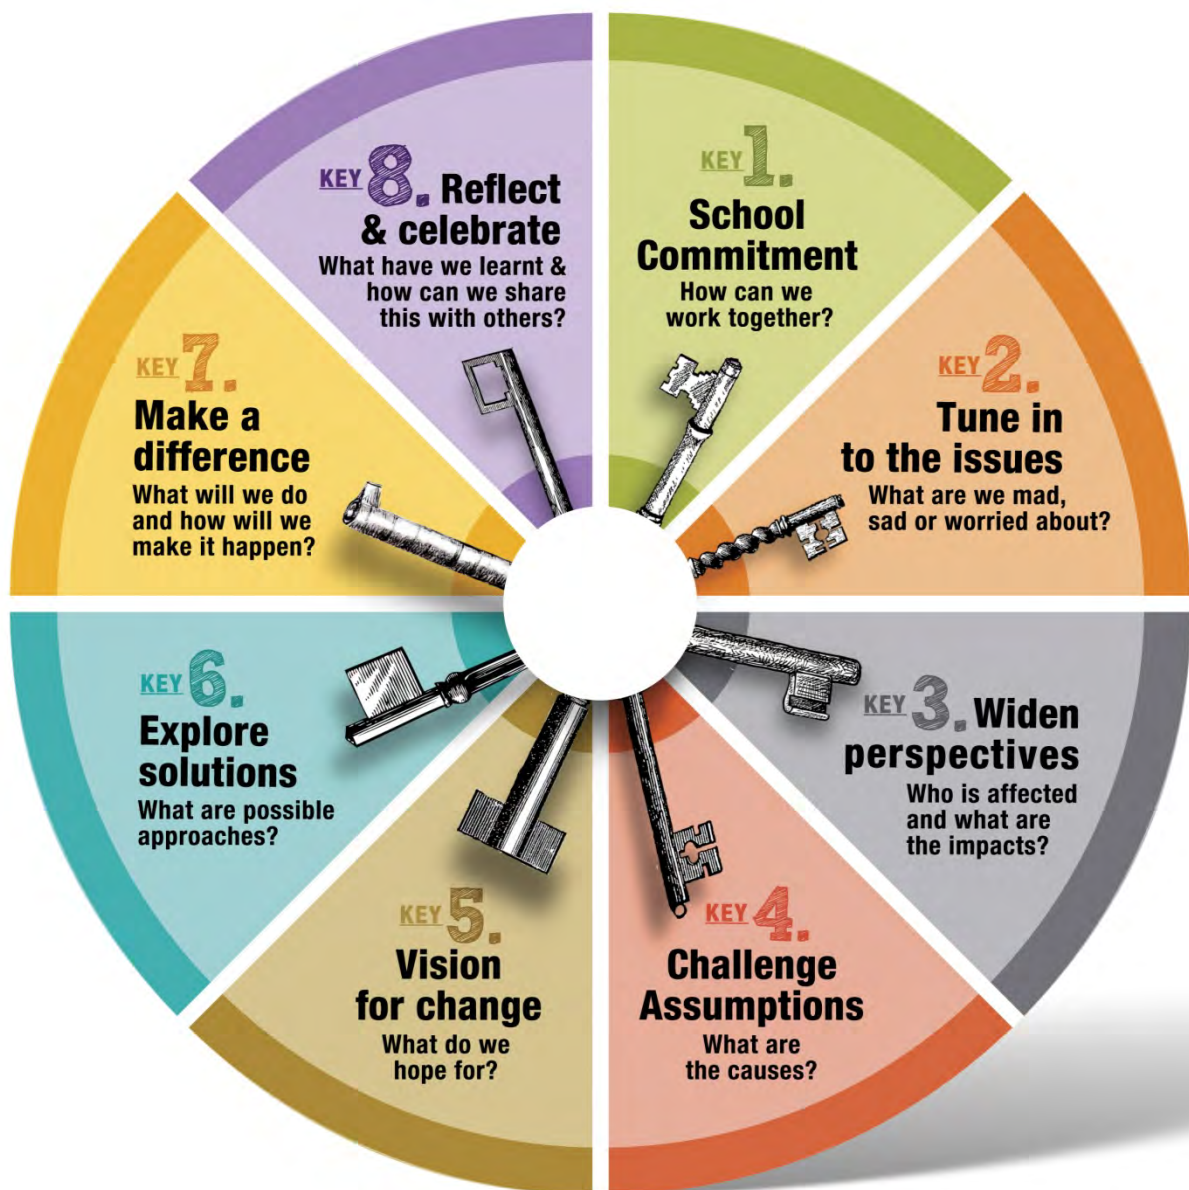 KEY 1.
School
Commitment
How can we
work together?
KEY 2.
Tune in
to the issues
What are we mad,
sad or worried about?
KEY 3. Widen
perspectives
Who is affected
and what are
the impacts?
KEY 4.
Challenge
Assumptions
What are
the causes?
KEY 5.
Vision
for change
What do we
hope for?
KEY 6.
Explore
solutions
What are possible
approaches?
KEY 7.
Make a
difference
What will we do
and how will we
make it happen?
KEY 8. Reflect
& celebrate
What have we learnt &
how can we share
this with others?